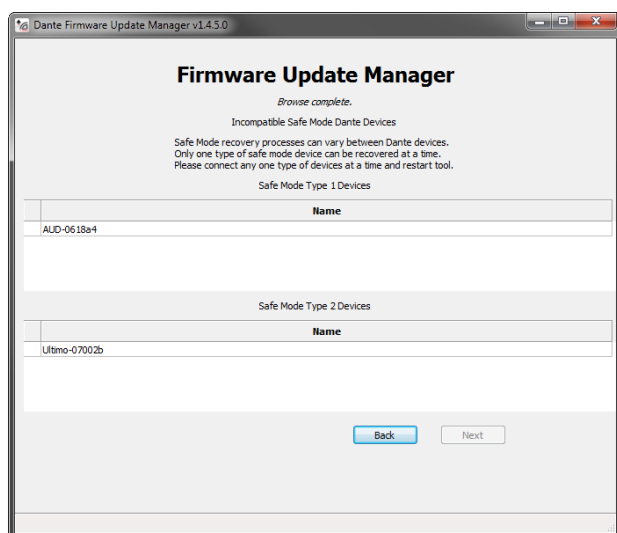 Dante Firmware Update Manager v1.4.5.0
Firmware Update Manager
Browse complete.
Incompatible Safe Mode Dante Devices
Safe Mode recovery processes can vary between Dante devices.
Only one type of safe mode device can be recovered at a time.
Please connect any one type of devices at a time and restart tool.
Safe Mode Type 1 Devices
Name
AUD-0618a4
Safe Mode Type 2 Devices
Name
Ultimo-07002b
Back Next